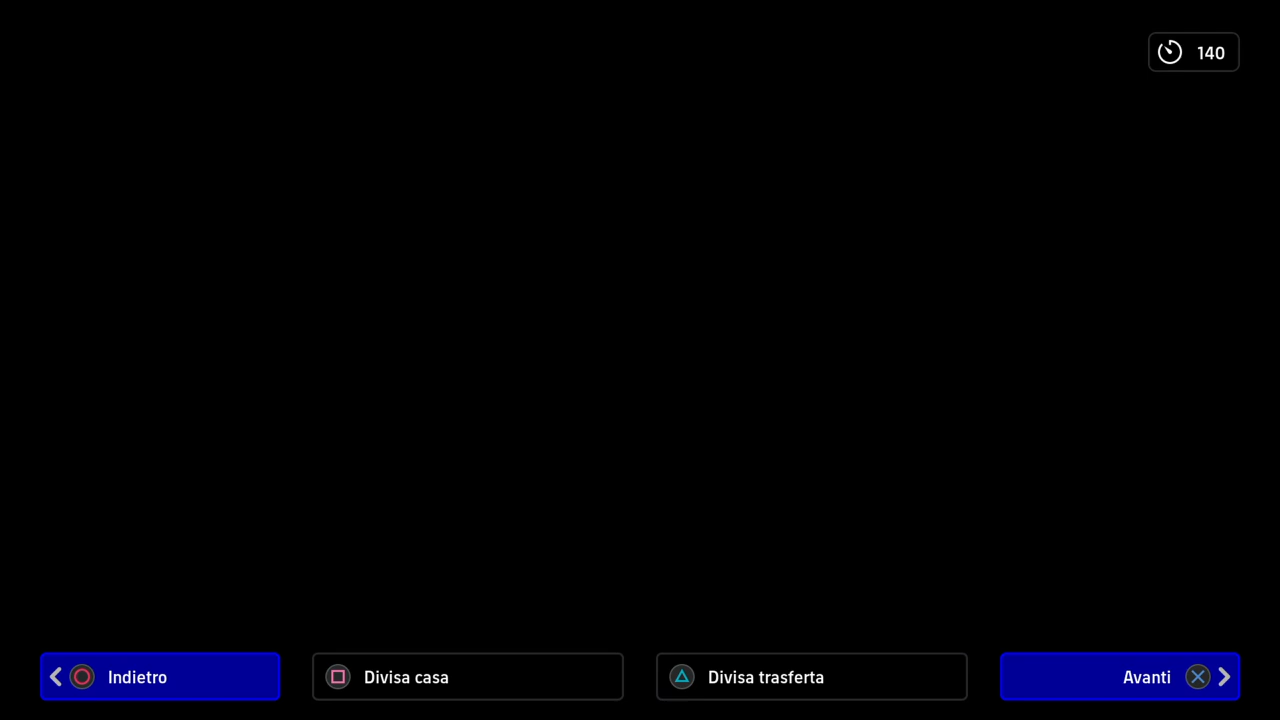 140
Indietro
Divisa casa
Divisa trasferta
Avanti